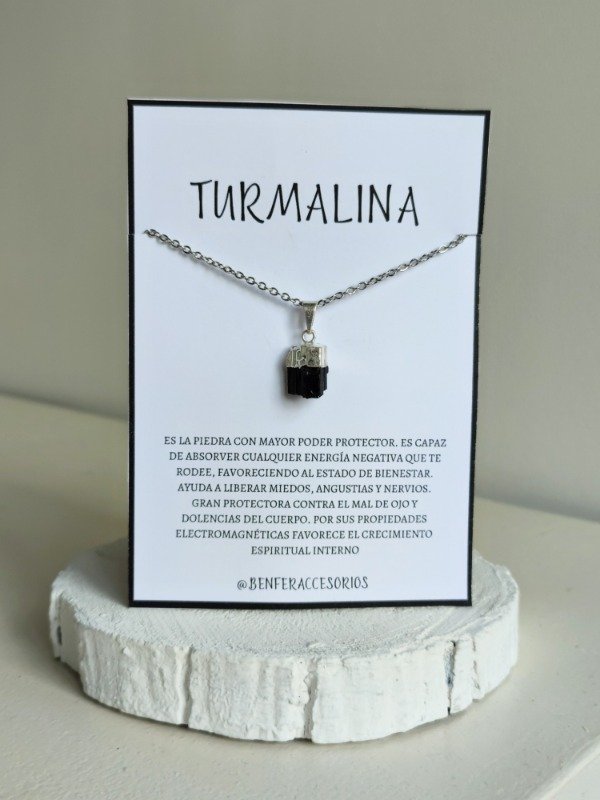 TURMALINA
ES LA PIEDRA CON MAYOR PODER PROTECTOR. ES CAPAZ
DE ABSORVER CUALQUIER ENERGÍA NEGATIVA QUE TE
RODEE, FAVORECIENDO AL ESTADO DE BIENESTAR.
AYUDA A LIBERAR MIEDOS, ANGUSTIAS Y NERVIOS.
GRAN PROTECTORA CONTRA EL MAL DE OJO Y
DOLENCIAS DEL CUERPO. POR SUS PROPIEDADES
ELECTROMAGNÉTICAS FAVORECE EL CRECIMIENTO
ESPIRITUAL INTERNO
@BENFERACCESORIOS